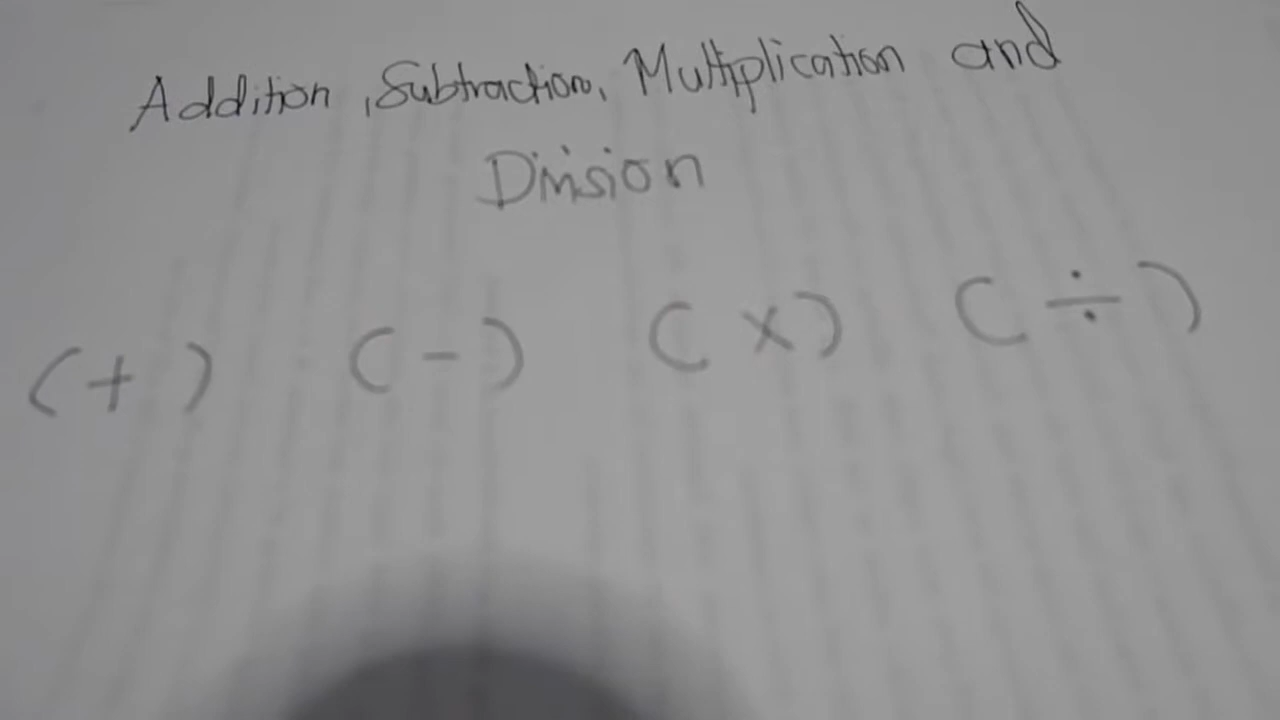 Addition, Subtraction, Multiplication and
Division
(+) (-) (×) (÷)